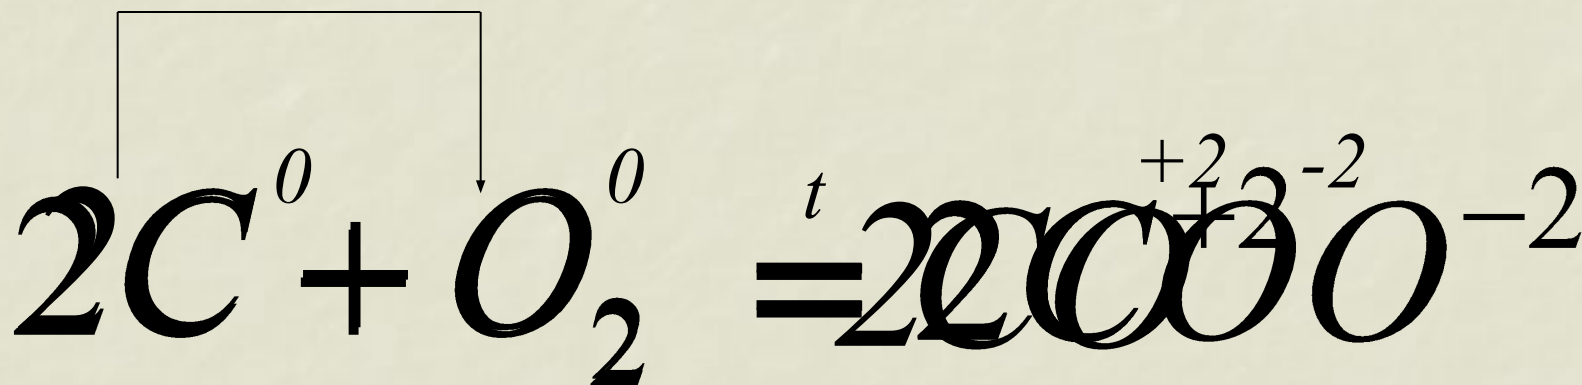 2C⁰ + O₂⁰ =ᵗ 2C⁺²O⁻²